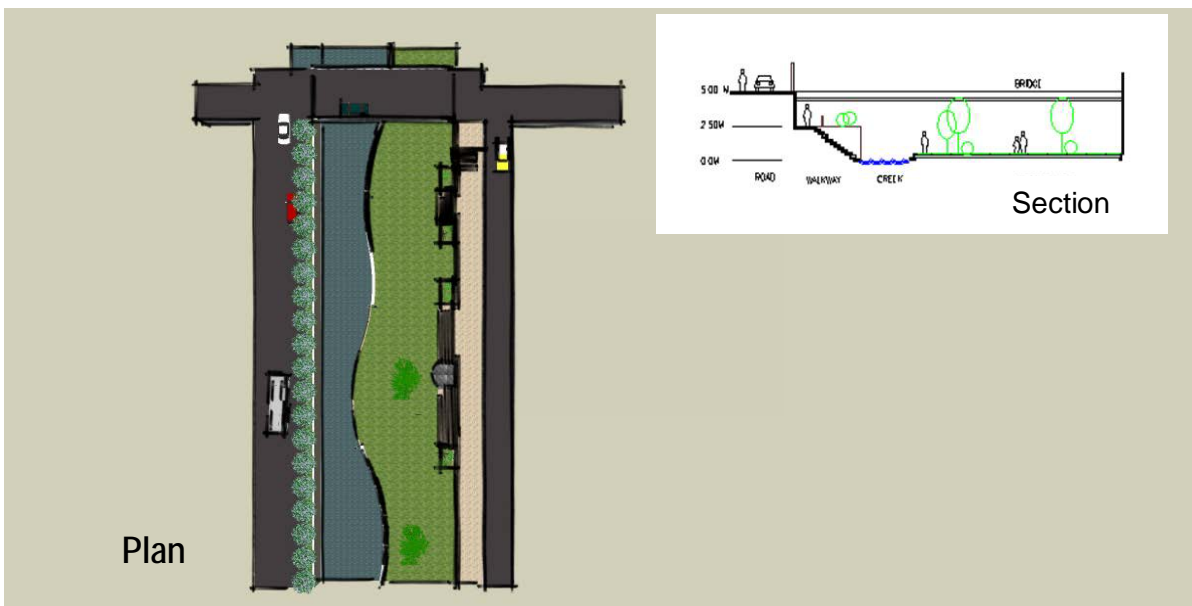 BRIDGE
5.00 M
2.50M
0.0M
ROAD WALKWAY CREEK
Section
Plan